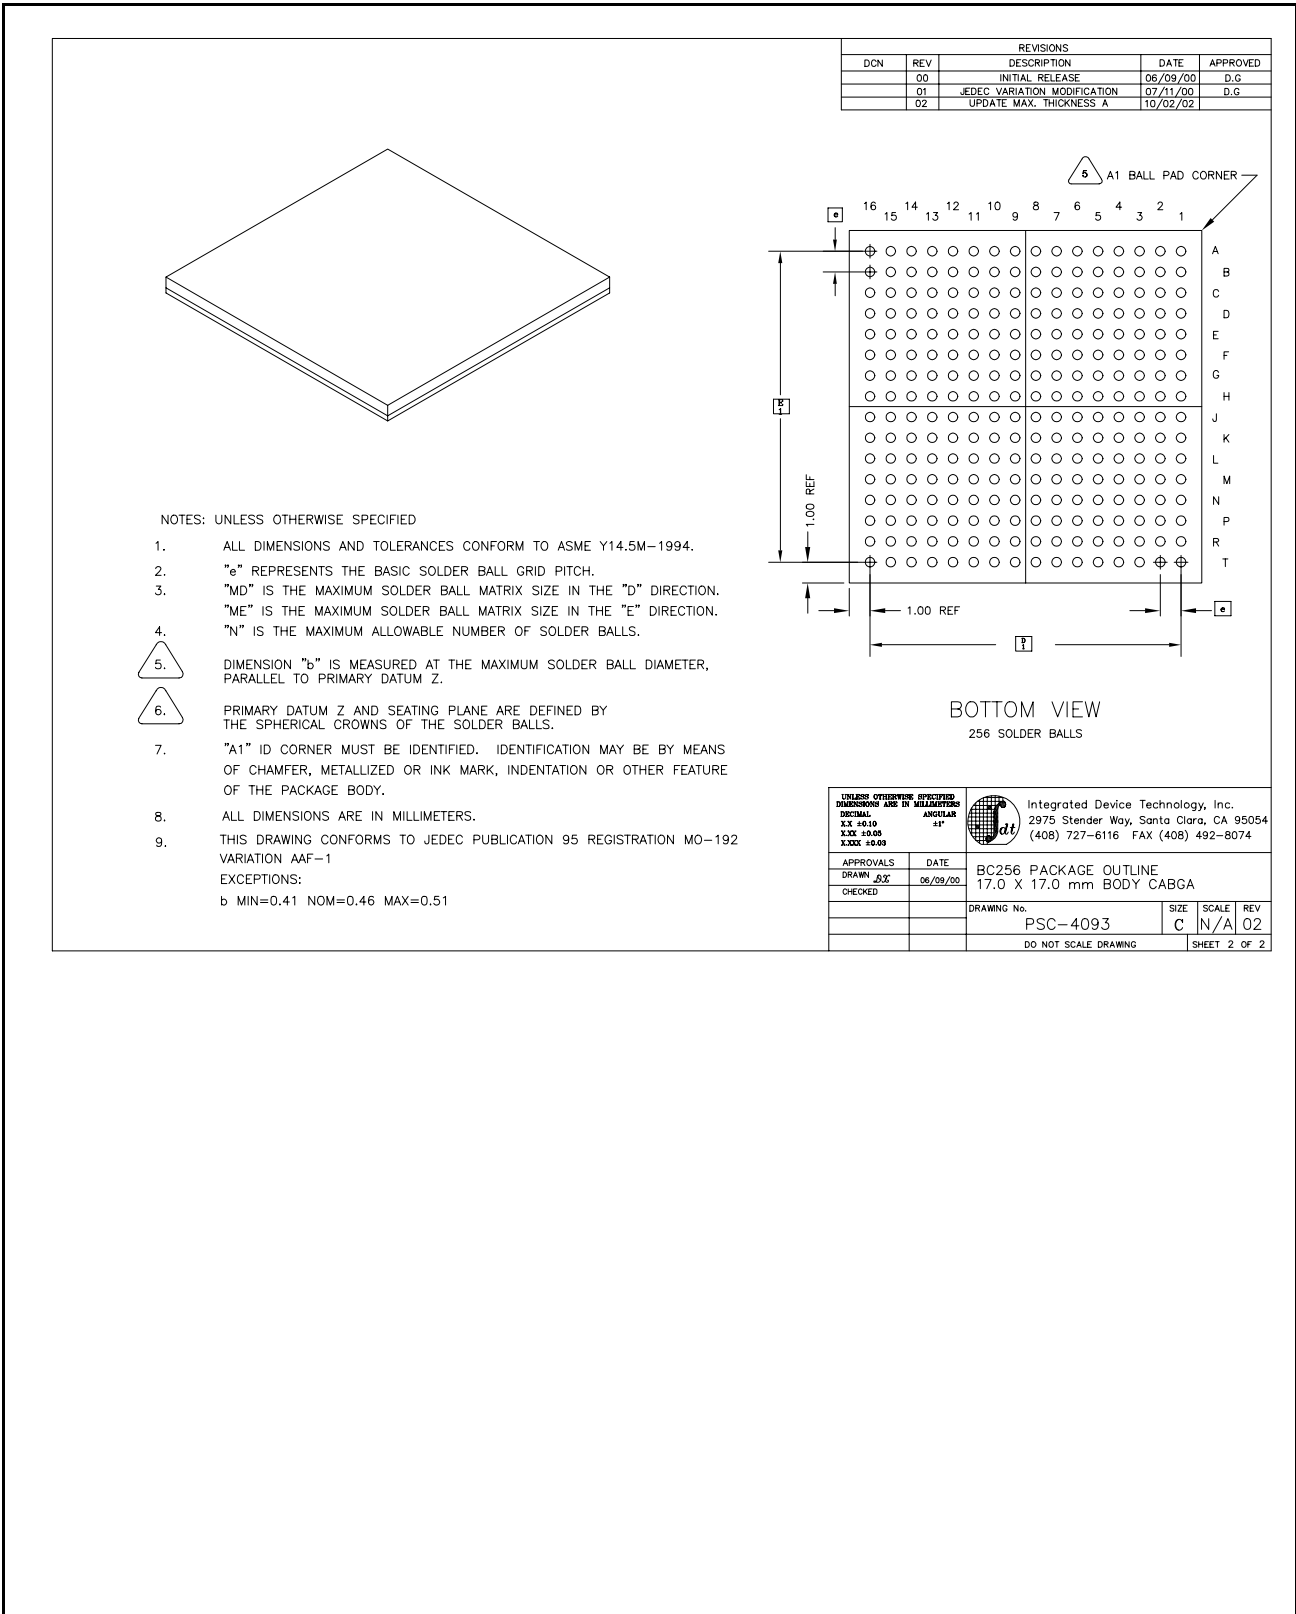 REVISIONS
DCN REV DESCRIPTION DATE APPROVED
00 INITIAL RELEASE 06/09/00 D.G
01 JEDEC VARIATION MODIFICATION 07/11/00 D.G
02 UPDATE MAX. THICKNESS A 10/02/02
5 A1 BALL PAD CORNER
16 15 14 13 12 11 10 9 8 7 6 5 4 3 2 1
e
A
B
C
D
E
F
G
H
J
K
L
M
N
P
R
T
E1
1.00 REF
1.00 REF
e
D1
BOTTOM VIEW
256 SOLDER BALLS
NOTES: UNLESS OTHERWISE SPECIFIED
1. ALL DIMENSIONS AND TOLERANCES CONFORM TO ASME Y14.5M-1994.
2. "e" REPRESENTS THE BASIC SOLDER BALL GRID PITCH.
3. "MD" IS THE MAXIMUM SOLDER BALL MATRIX SIZE IN THE "D" DIRECTION.
"ME" IS THE MAXIMUM SOLDER BALL MATRIX SIZE IN THE "E" DIRECTION.
4. "N" IS THE MAXIMUM ALLOWABLE NUMBER OF SOLDER BALLS.
5. DIMENSION "b" IS MEASURED AT THE MAXIMUM SOLDER BALL DIAMETER,
PARALLEL TO PRIMARY DATUM Z.
6. PRIMARY DATUM Z AND SEATING PLANE ARE DEFINED BY
THE SPHERICAL CROWNS OF THE SOLDER BALLS.
7. "A1" ID CORNER MUST BE IDENTIFIED. IDENTIFICATION MAY BE BY MEANS
OF CHAMFER, METALLIZED OR INK MARK, INDENTATION OR OTHER FEATURE
OF THE PACKAGE BODY.
8. ALL DIMENSIONS ARE IN MILLIMETERS.
9. THIS DRAWING CONFORMS TO JEDEC PUBLICATION 95 REGISTRATION MO-192
VARIATION AAF-1
EXCEPTIONS:
b MIN=0.41 NOM=0.46 MAX=0.51
UNLESS OTHERWISE SPECIFIED
DIMENSIONS ARE IN MILLIMETERS
DECIMAL ANGULAR
X.X ±0.10 ±1°
X.XX ±0.05
X.XXX ±0.03
idt
Integrated Device Technology, Inc.
2975 Stender Way, Santa Clara, CA 95054
(408) 727-6116 FAX (408) 492-8074
APPROVALS DATE
DRAWN 06/09/00
CHECKED
BC256 PACKAGE OUTLINE
17.0 X 17.0 mm BODY CABGA
DRAWING No. SIZE SCALE REV
PSC-4093 C N/A 02
DO NOT SCALE DRAWING SHEET 2 OF 2